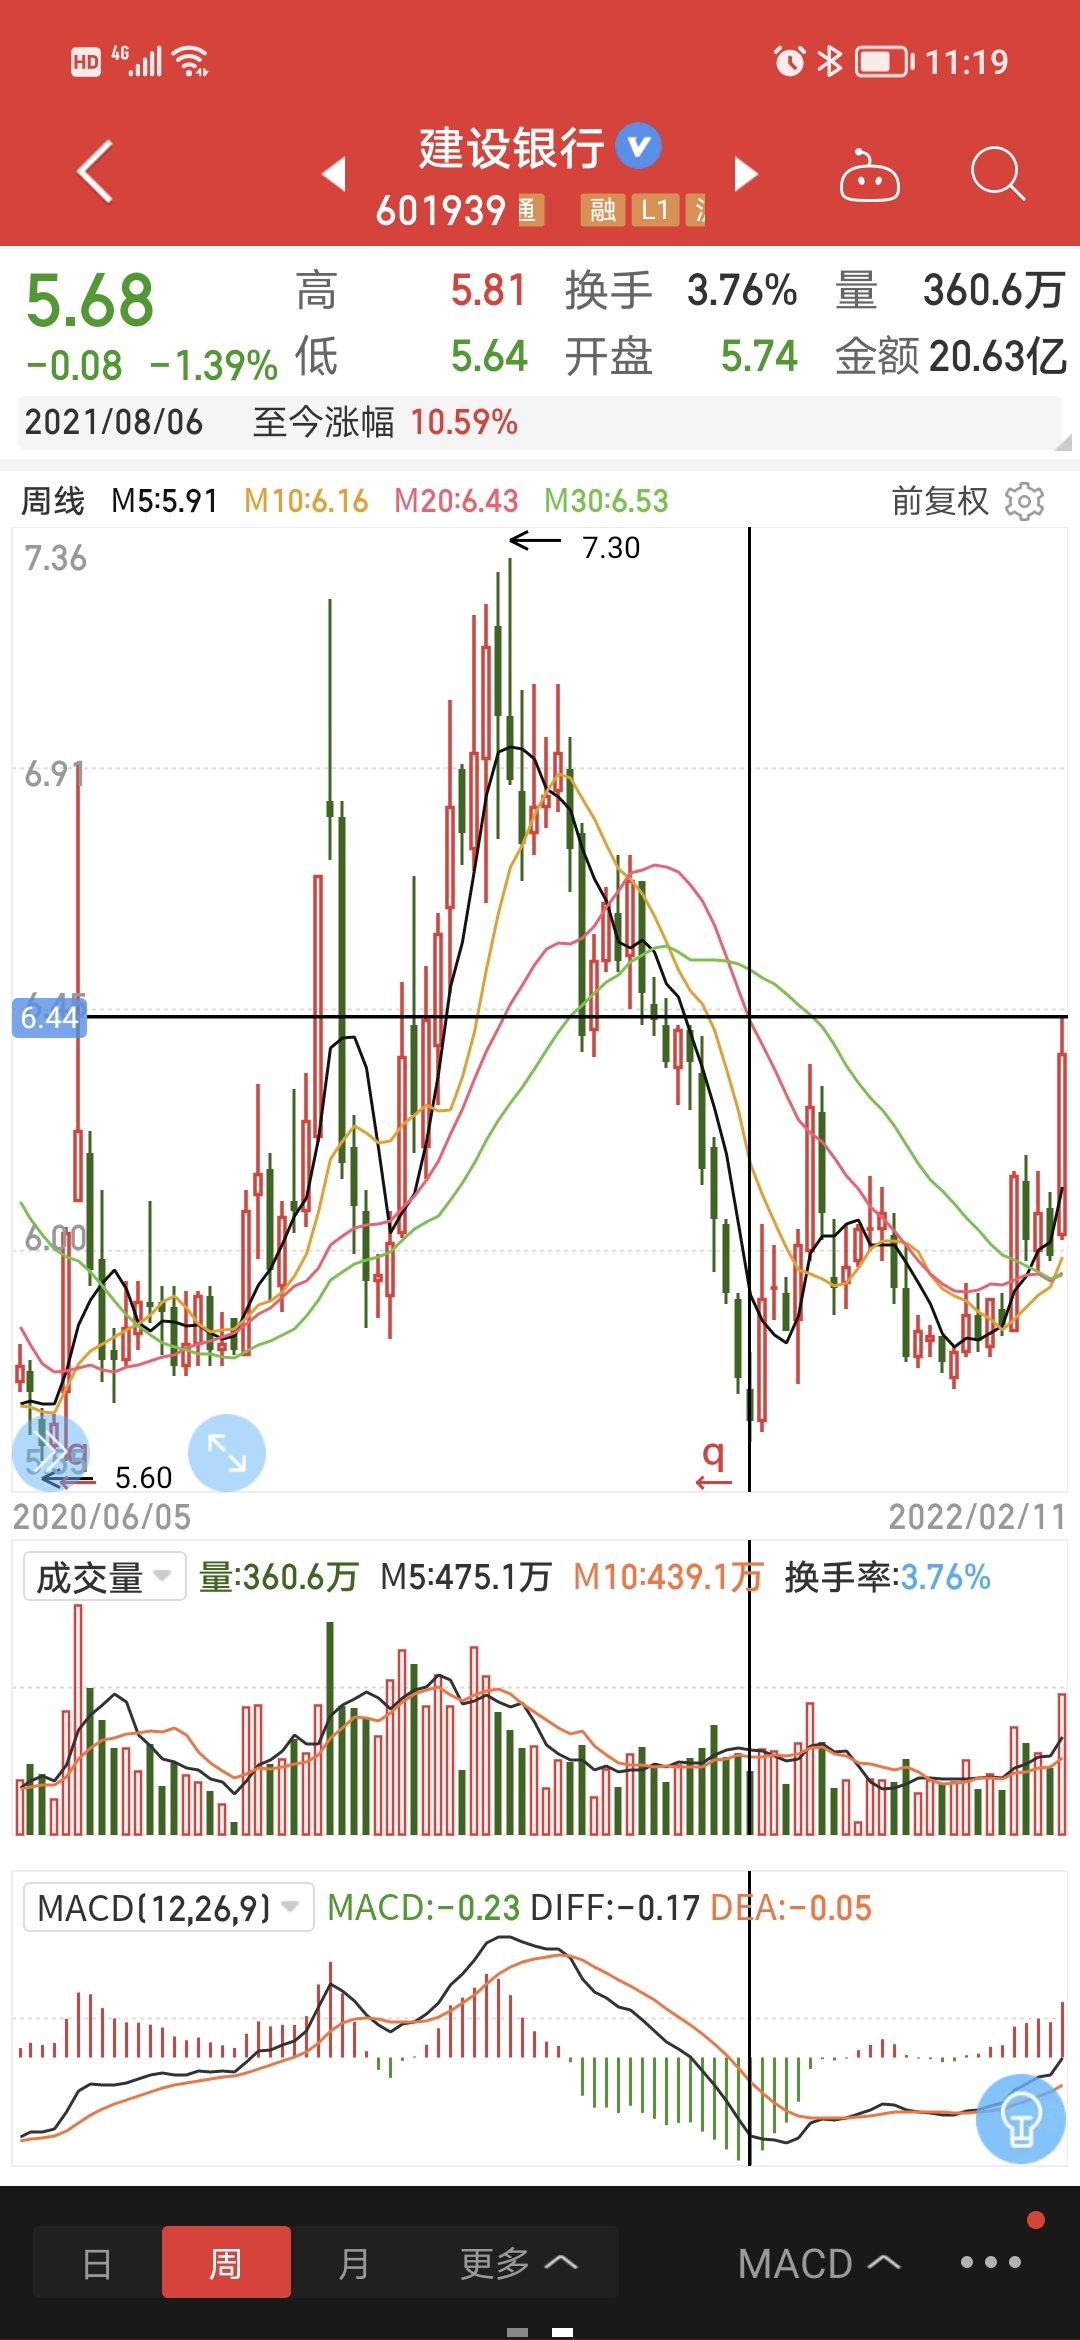 HD 4G 11:19
建设银行
601939 通 融 L1
5.68 高 5.81 换手 3.76% 量 360.6万
-0.08 -1.39% 低 5.64 开盘 5.74 金额 20.63亿
2021/08/06 至今涨幅 10.59%
周线 M5:5.91 M10:6.16 M20:6.43 M30:6.53 前复权
7.36
7.30
6.91
6.45
6.44
6.00
q q
5.60
2020/06/05 2022/02/11
成交量 量:360.6万 M5:475.1万 M10:439.1万 换手率:3.76%
MACD(12,26,9) MACD:-0.23 DIFF:-0.17 DEA:-0.05
日 周 月 更多 MACD